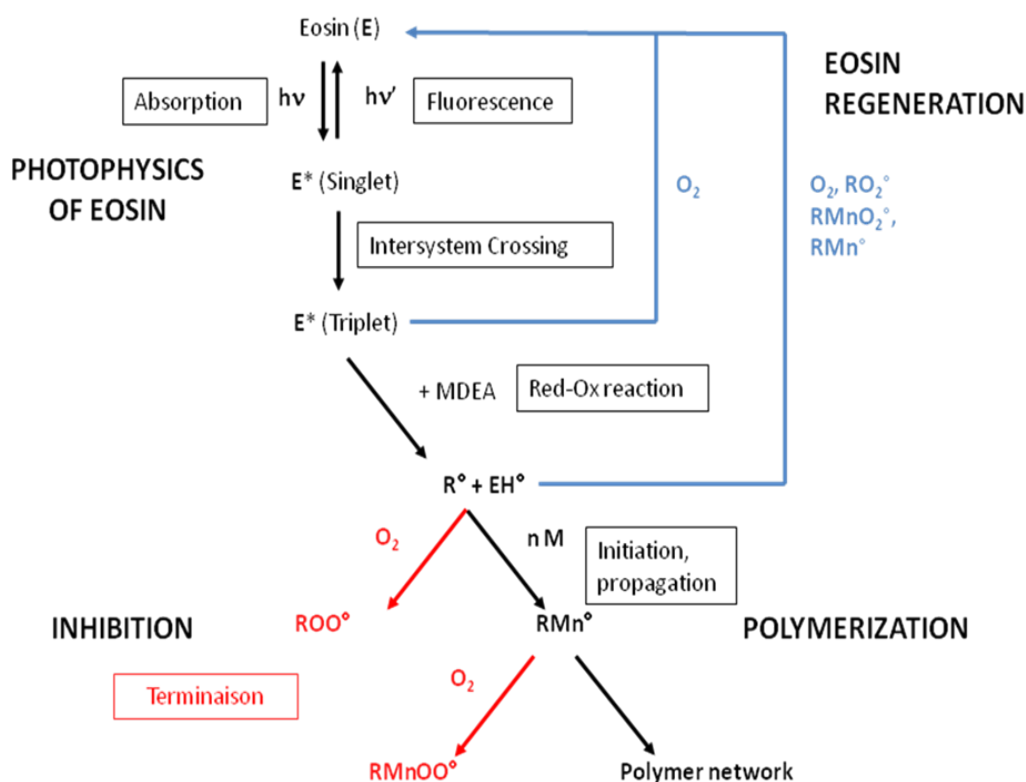 Eosin (E)
Absorption
hν
hν'
Fluorescence
EOSIN
REGENERATION
PHOTOPHYSICS
OF EOSIN
E* (Singlet)
O₂
O₂, RO₂°
RMnO₂°,
RMn°
Intersystem Crossing
E* (Triplet)
+ MDEA
Red-Ox reaction
R° + EH°
O₂
n M
Initiation,
propagation
INHIBITION
ROO°
RMn°
POLYMERIZATION
Terminaison
O₂
RMnOO°
Polymer network